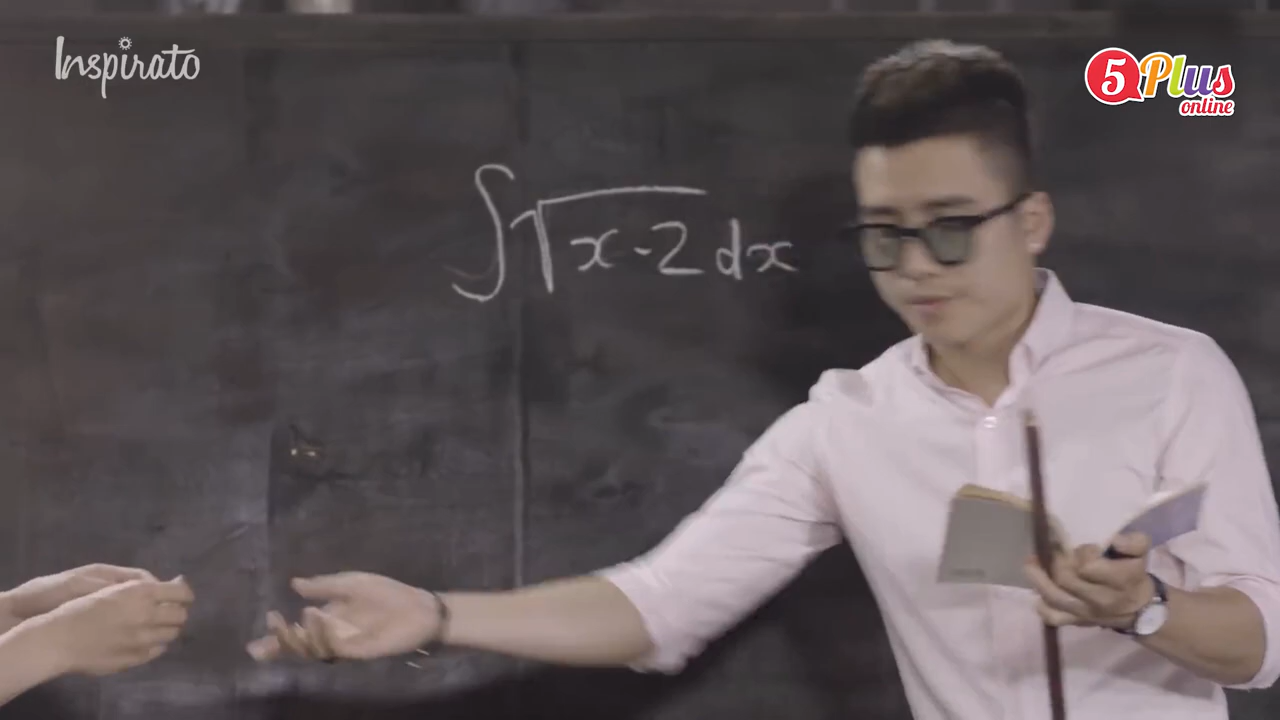 Inspirato
5Plus
online
∫√x-2 dx